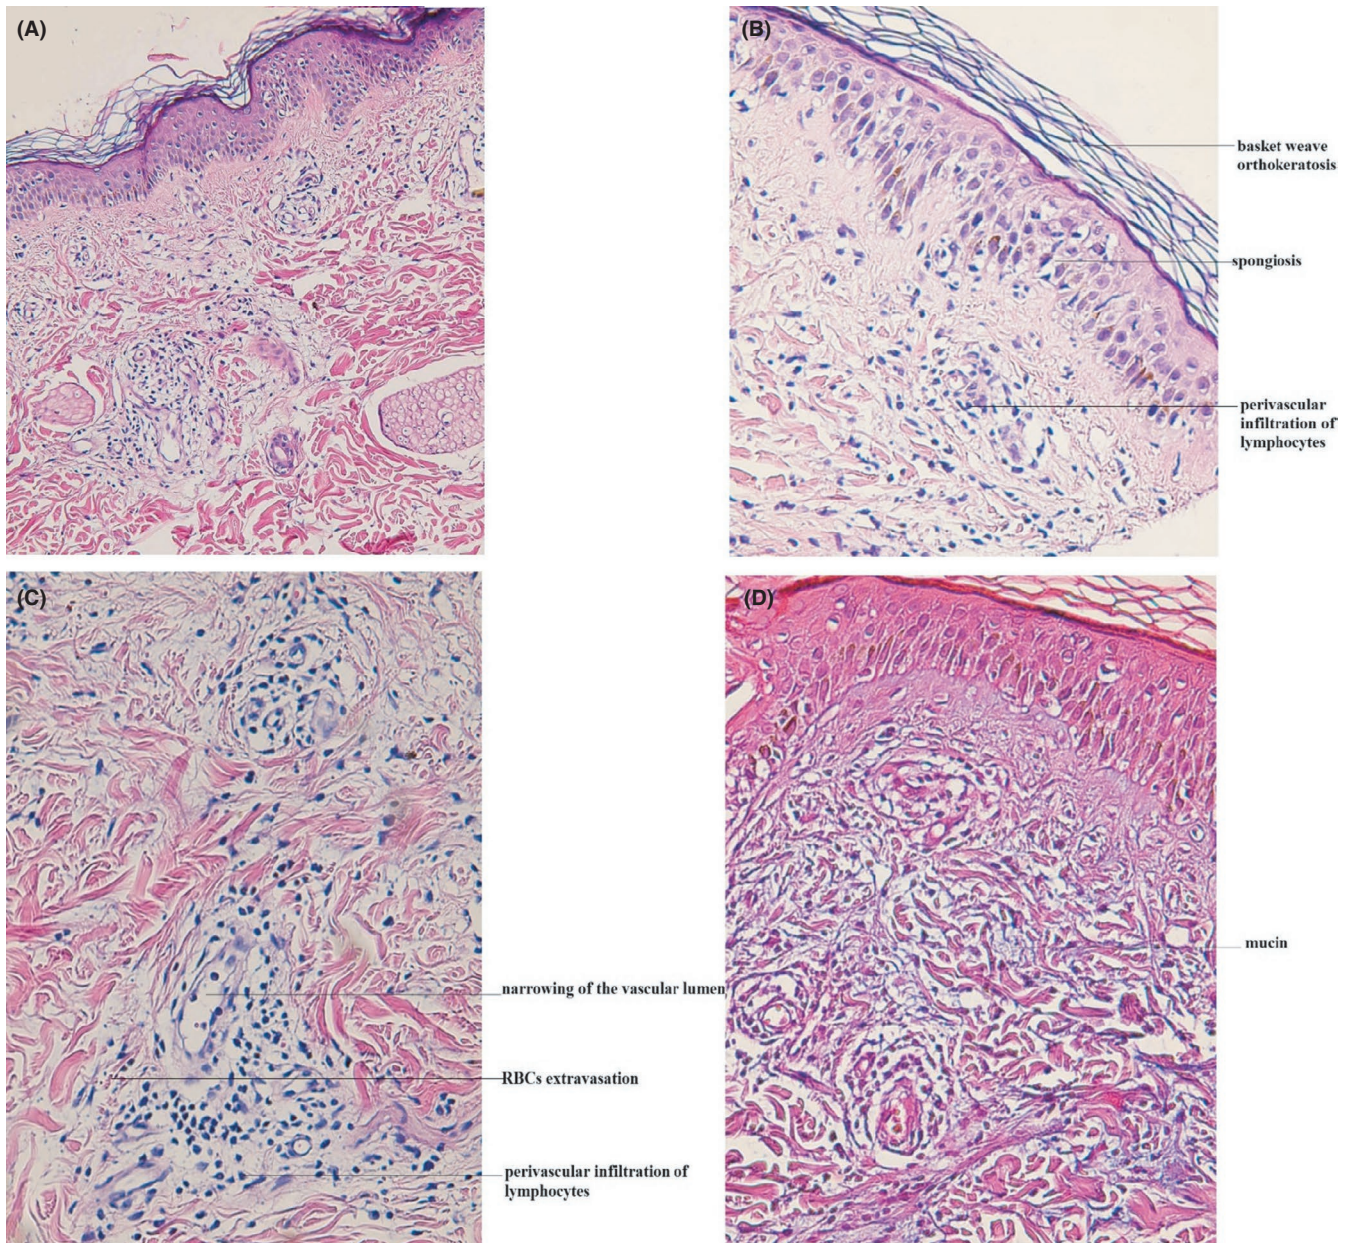 (A)
(B)
basket weave
orthokeratosis
spongiosis
perivascular
infiltration of
lymphocytes
(C)
narrowing of the vascular lumen
RBCs extravasation
perivascular infiltration of
lymphocytes
(D)
mucin